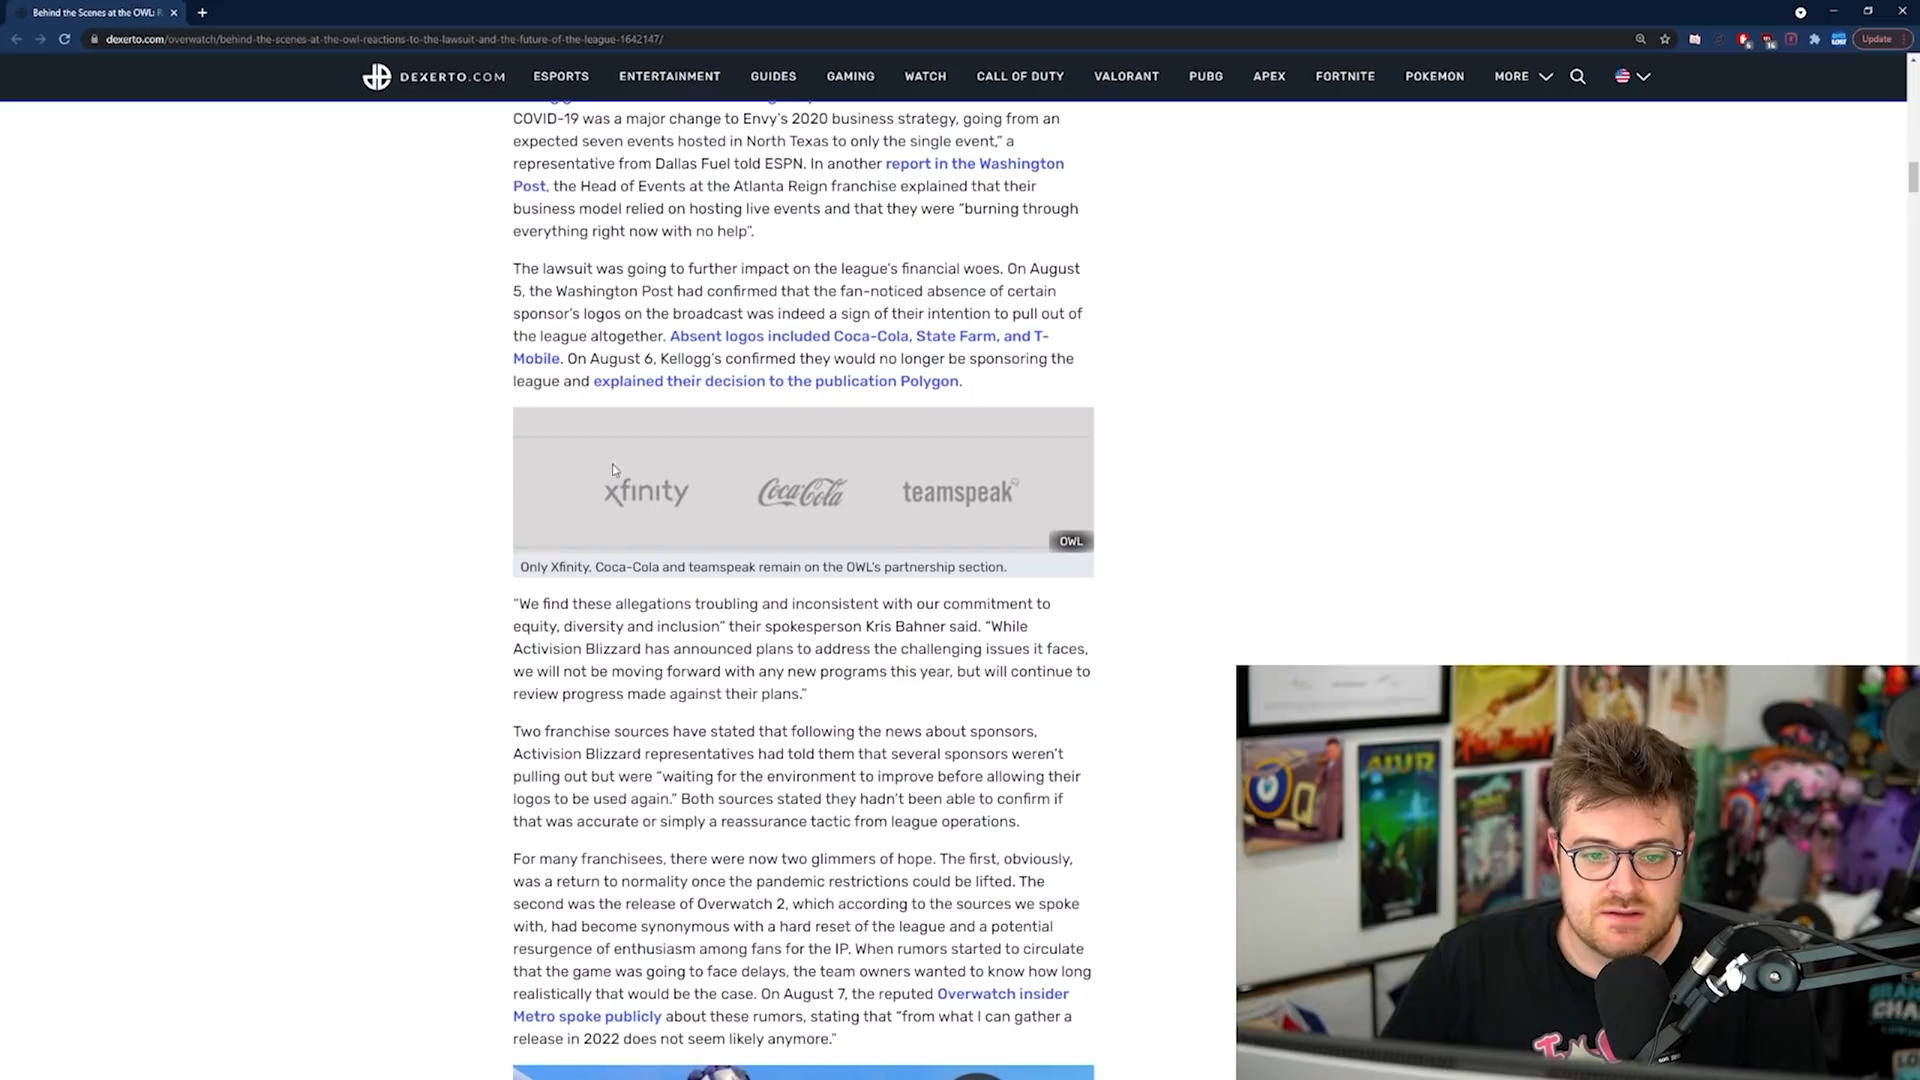 Behind the Scenes at the OWL: R
dexerto.com/overwatch/behind-the-scenes-at-the-owl-reactions-to-the-lawsuit-and-the-future-of-the-league-1642147/
Update
DEXERTO.COM ESPORTS ENTERTAINMENT GUIDES GAMING WATCH CALL OF DUTY VALORANT PUBG APEX FORTNITE POKEMON MORE
COVID-19 was a major change to Envy’s 2020 business strategy, going from an
expected seven events hosted in North Texas to only the single event,” a
representative from Dallas Fuel told ESPN. In another report in the Washington
Post, the Head of Events at the Atlanta Reign franchise explained that their
business model relied on hosting live events and that they were “burning through
everything right now with no help”.
The lawsuit was going to further impact on the league’s financial woes. On August
5, the Washington Post had confirmed that the fan-noticed absence of certain
sponsor’s logos on the broadcast was indeed a sign of their intention to pull out of
the league altogether. Absent logos included Coca-Cola, State Farm, and T-
Mobile. On August 6, Kellogg’s confirmed they would no longer be sponsoring the
league and explained their decision to the publication Polygon.
xfinity Coca-Cola teamspeak
OWL
Only Xfinity, Coca-Cola and teamspeak remain on the OWL’s partnership section.
“We find these allegations troubling and inconsistent with our commitment to
equity, diversity and inclusion” their spokesperson Kris Bahner said. “While
Activision Blizzard has announced plans to address the challenging issues it faces,
we will not be moving forward with any new programs this year, but will continue to
review progress made against their plans.”
Two franchise sources have stated that following the news about sponsors,
Activision Blizzard representatives had told them that several sponsors weren’t
pulling out but were “waiting for the environment to improve before allowing their
logos to be used again.” Both sources stated they hadn’t been able to confirm if
that was accurate or simply a reassurance tactic from league operations.
For many franchisees, there were now two glimmers of hope. The first, obviously,
was a return to normality once the pandemic restrictions could be lifted. The
second was the release of Overwatch 2, which according to the sources we spoke
with, had become synonymous with a hard reset of the league and a potential
resurgence of enthusiasm among fans for the IP. When rumors started to circulate
that the game was going to face delays, the team owners wanted to know how long
realistically that would be the case. On August 7, the reputed Overwatch insider
Metro spoke publicly about these rumors, stating that “from what I can gather a
release in 2022 does not seem likely anymore.”